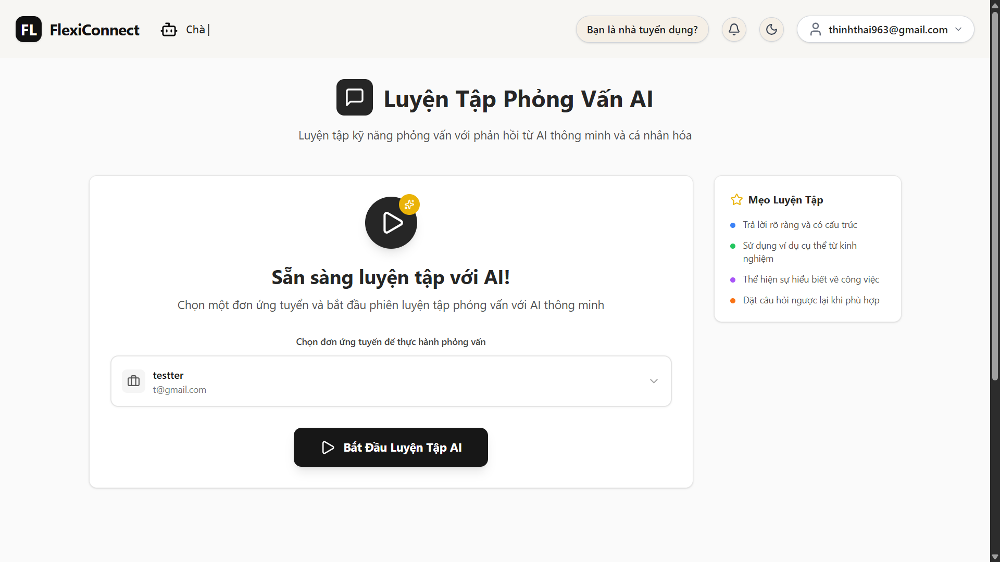 FL FlexiConnect Chà| Bạn là nhà tuyển dụng? thinhthai963@gmail.com
Luyện Tập Phỏng Vấn AI
Luyện tập kỹ năng phỏng vấn với phản hồi từ AI thông minh và cá nhân hóa
Sẵn sàng luyện tập với AI!
Chọn một đơn ứng tuyển và bắt đầu phiên luyện tập phỏng vấn với AI thông minh
Chọn đơn ứng tuyển để thực hành phỏng vấn
testter
t@gmail.com
Bắt Đầu Luyện Tập AI
Mẹo Luyện Tập
Trả lời rõ ràng và có cấu trúc
Sử dụng ví dụ cụ thể từ kinh
nghiệm
Thể hiện sự hiểu biết về công việc
Đặt câu hỏi ngược lại khi phù hợp